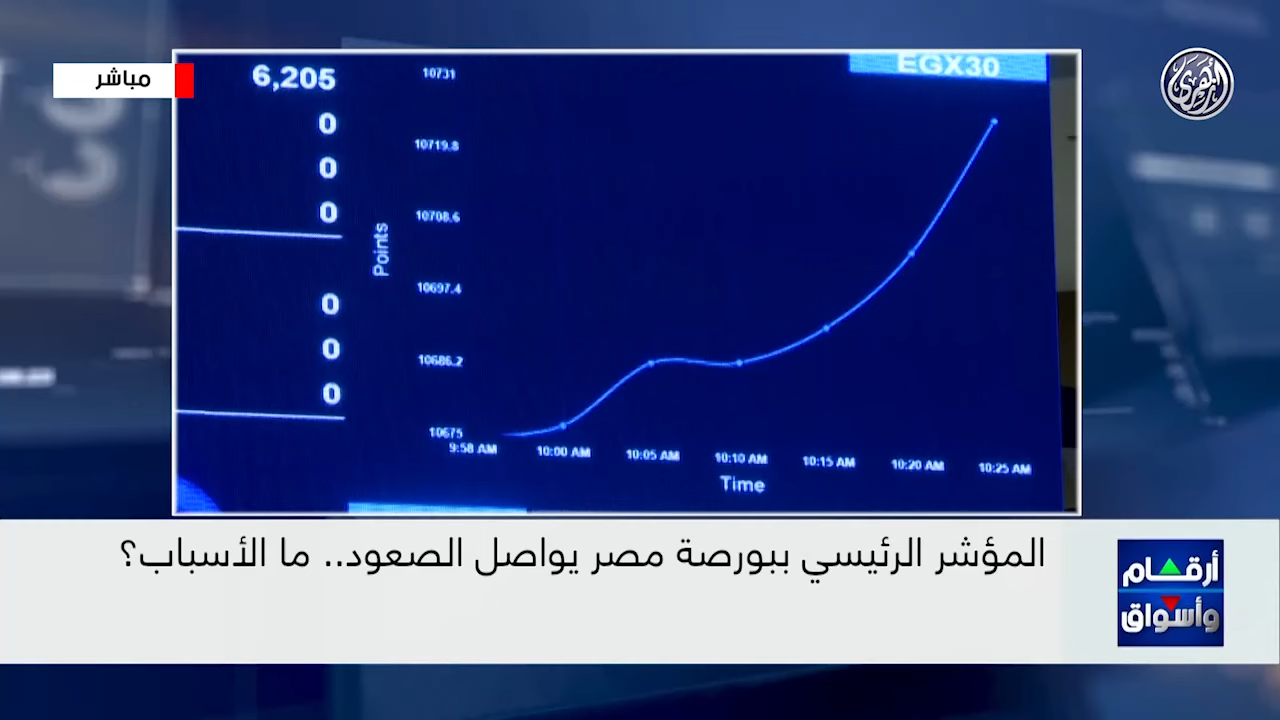 مباشر
6,205
0
0
0
0
0
0
EGX30
10731
10719.8
10708.6
10697.4
10686.2
10675
Points
9:58 AM 10:00 AM 10:05 AM 10:10 AM 10:15 AM 10:20 AM 10:25 AM
Time
المؤشر الرئيسي ببورصة مصر يواصل الصعود.. ما الأسباب؟
أرقام
وأسواق